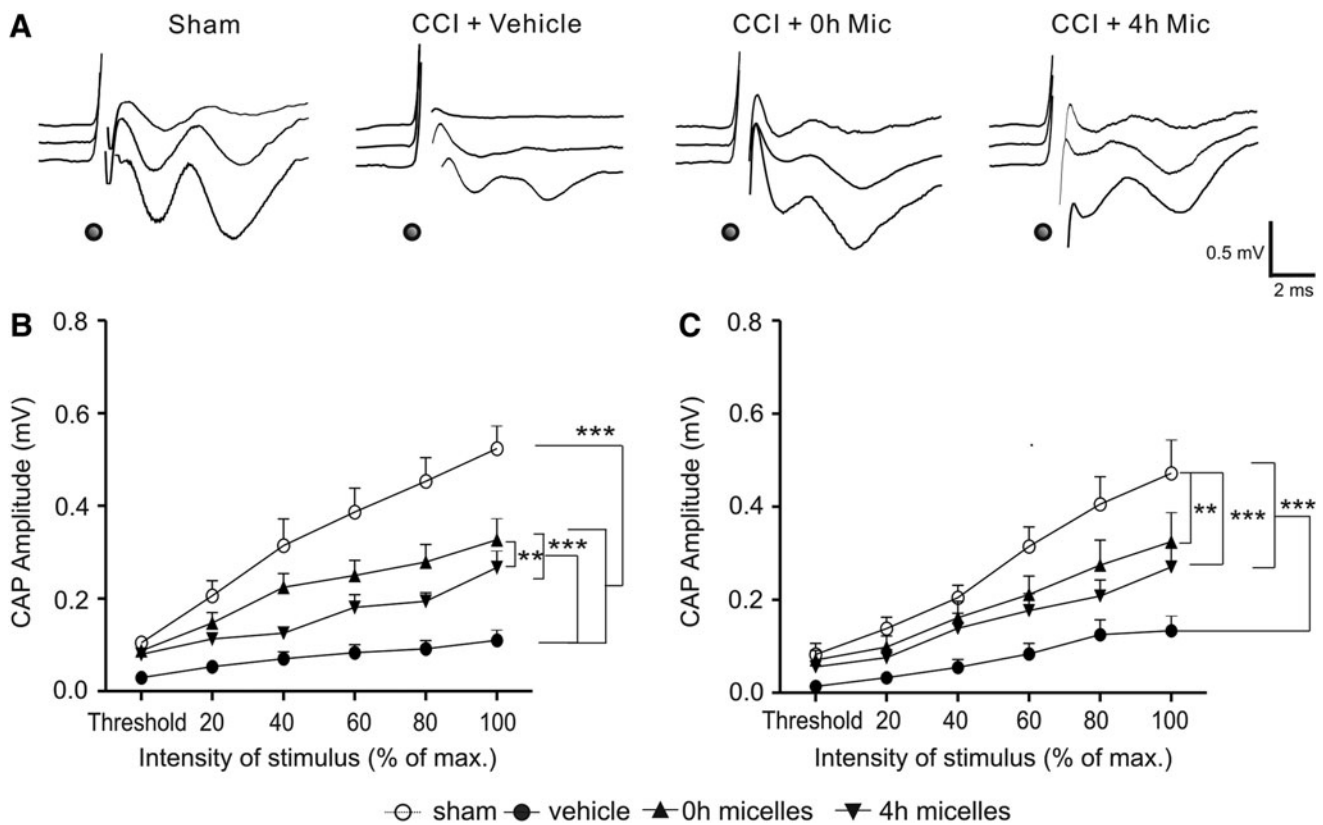 A
Sham
CCI + Vehicle
CCI + 0h Mic
CCI + 4h Mic
0.5 mV
2 ms
B
0.8
0.6
0.4
0.2
0.0
CAP Amplitude (mV)
***
**
***
Threshold 20 40 60 80 100
Intensity of stimulus (% of max.)
C
0.8
0.6
0.4
0.2
0.0
CAP Amplitude (mV)
**
***
***
Threshold 20 40 60 80 100
Intensity of stimulus (% of max.)
sham vehicle 0h micelles 4h micelles